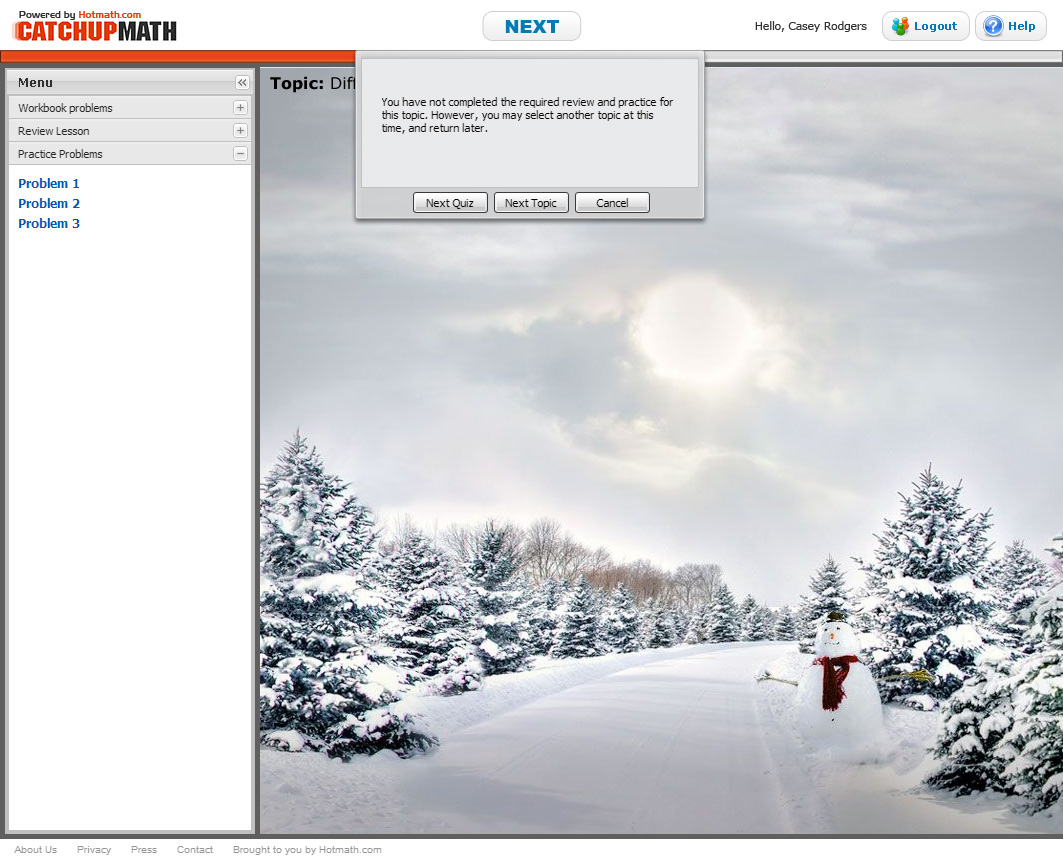 Powered by Hotmath.com
CATCHUPMATH
NEXT
Hello, Casey Rodgers
Logout
Help
Menu
Workbook problems
Review Lesson
Practice Problems
Problem 1
Problem 2
Problem 3
Topic: Diff
You have not completed the required review and practice for
this topic. However, you may select another topic at this
time, and return later.
Next Quiz
Next Topic
Cancel
About Us
Privacy
Press
Contact
Brought to you by Hotmath.com